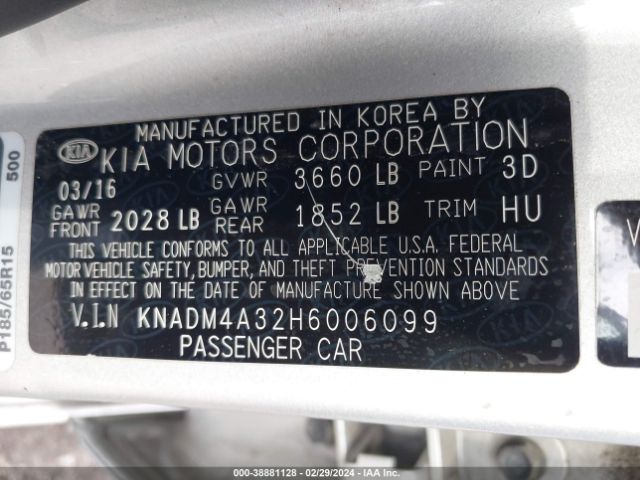 MANUFACTURED IN KOREA BY
KIA KIA MOTORS CORPORATION
03/16 GVWR 3660 LB PAINT 3D
GAWR FRONT 2028 LB GAWR REAR 1852 LB TRIM HU
THIS VEHICLE CONFORMS TO ALL APPLICABLE U.S.A. FEDERAL
MOTOR VEHICLE SAFETY, BUMPER, AND THEFT PREVENTION STANDARDS
IN EFFECT ON THE DATE OF MANUFACTURE SHOWN ABOVE
V.I.N KNADM4A32H6006099
PASSENGER CAR
P185/65R15
500
V
000-38881128 - 02/29/2024 - IAA Inc.